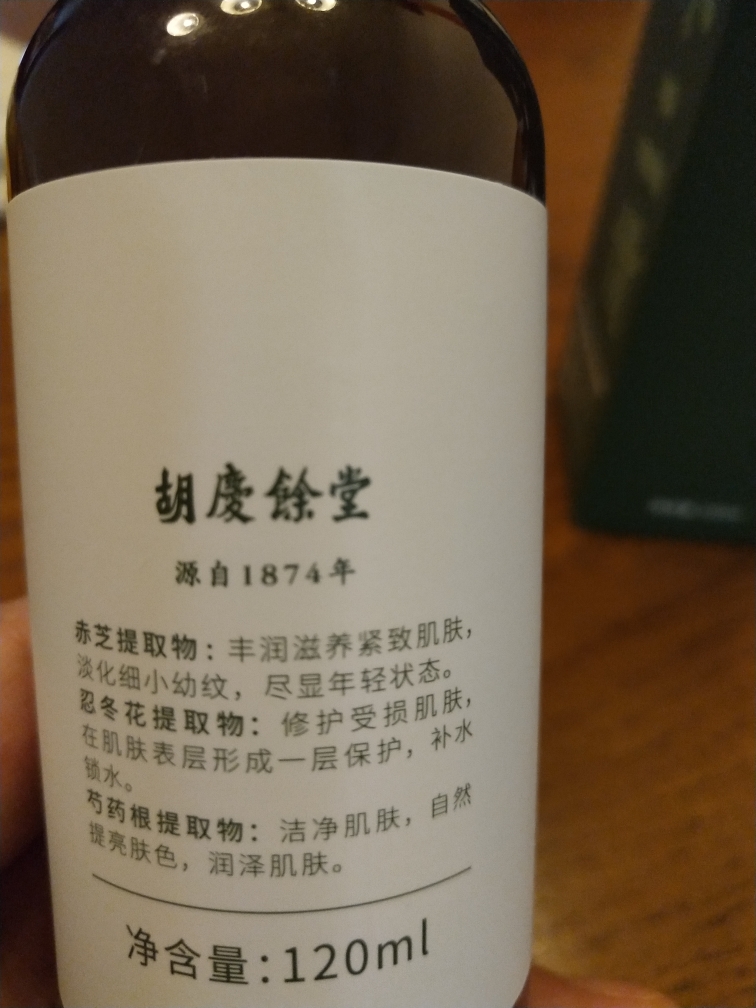 胡慶餘堂
源自1874年
赤芝提取物：丰润滋养紧致肌肤，
淡化细小幼纹，尽显年轻状态。
忍冬花提取物：修护受损肌肤，
在肌肤表层形成一层保护，补水
锁水。
芍药根提取物：洁净肌肤，自然
提亮肤色，润泽肌肤。
净含量：120ml